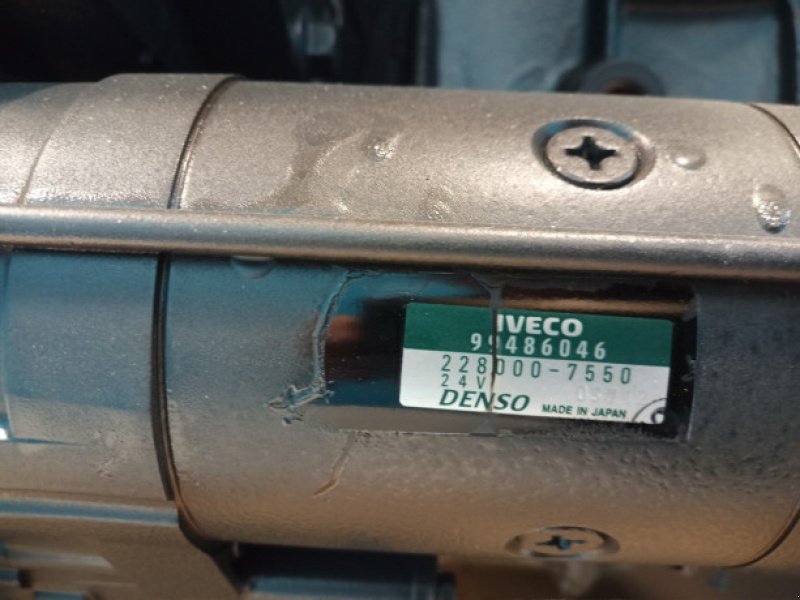 IVECO
99486046
228000-7550
24V
DENSO MADE IN JAPAN